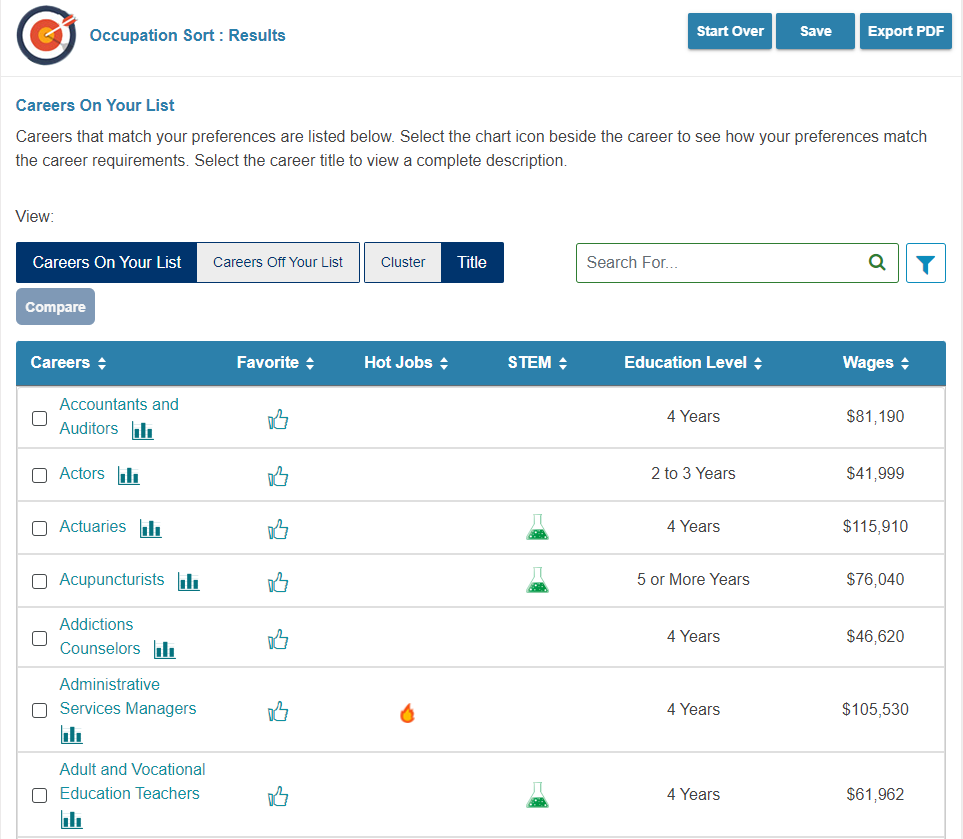 Occupation Sort : Results
Start Over
Save
Export PDF
Careers On Your List
Careers that match your preferences are listed below. Select the chart icon beside the career to see how your preferences match
the career requirements. Select the career title to view a complete description.
View:
Careers On Your List
Careers Off Your List
Cluster
Title
Search For...
Compare
Careers Favorite Hot Jobs STEM Education Level Wages
Accountants and
Auditors
4 Years $81,190
Actors 2 to 3 Years $41,999
Actuaries 4 Years $115,910
Acupuncturists 5 or More Years $76,040
Addictions
Counselors
4 Years $46,620
Administrative
Services Managers
4 Years $105,530
Adult and Vocational
Education Teachers
4 Years $61,962